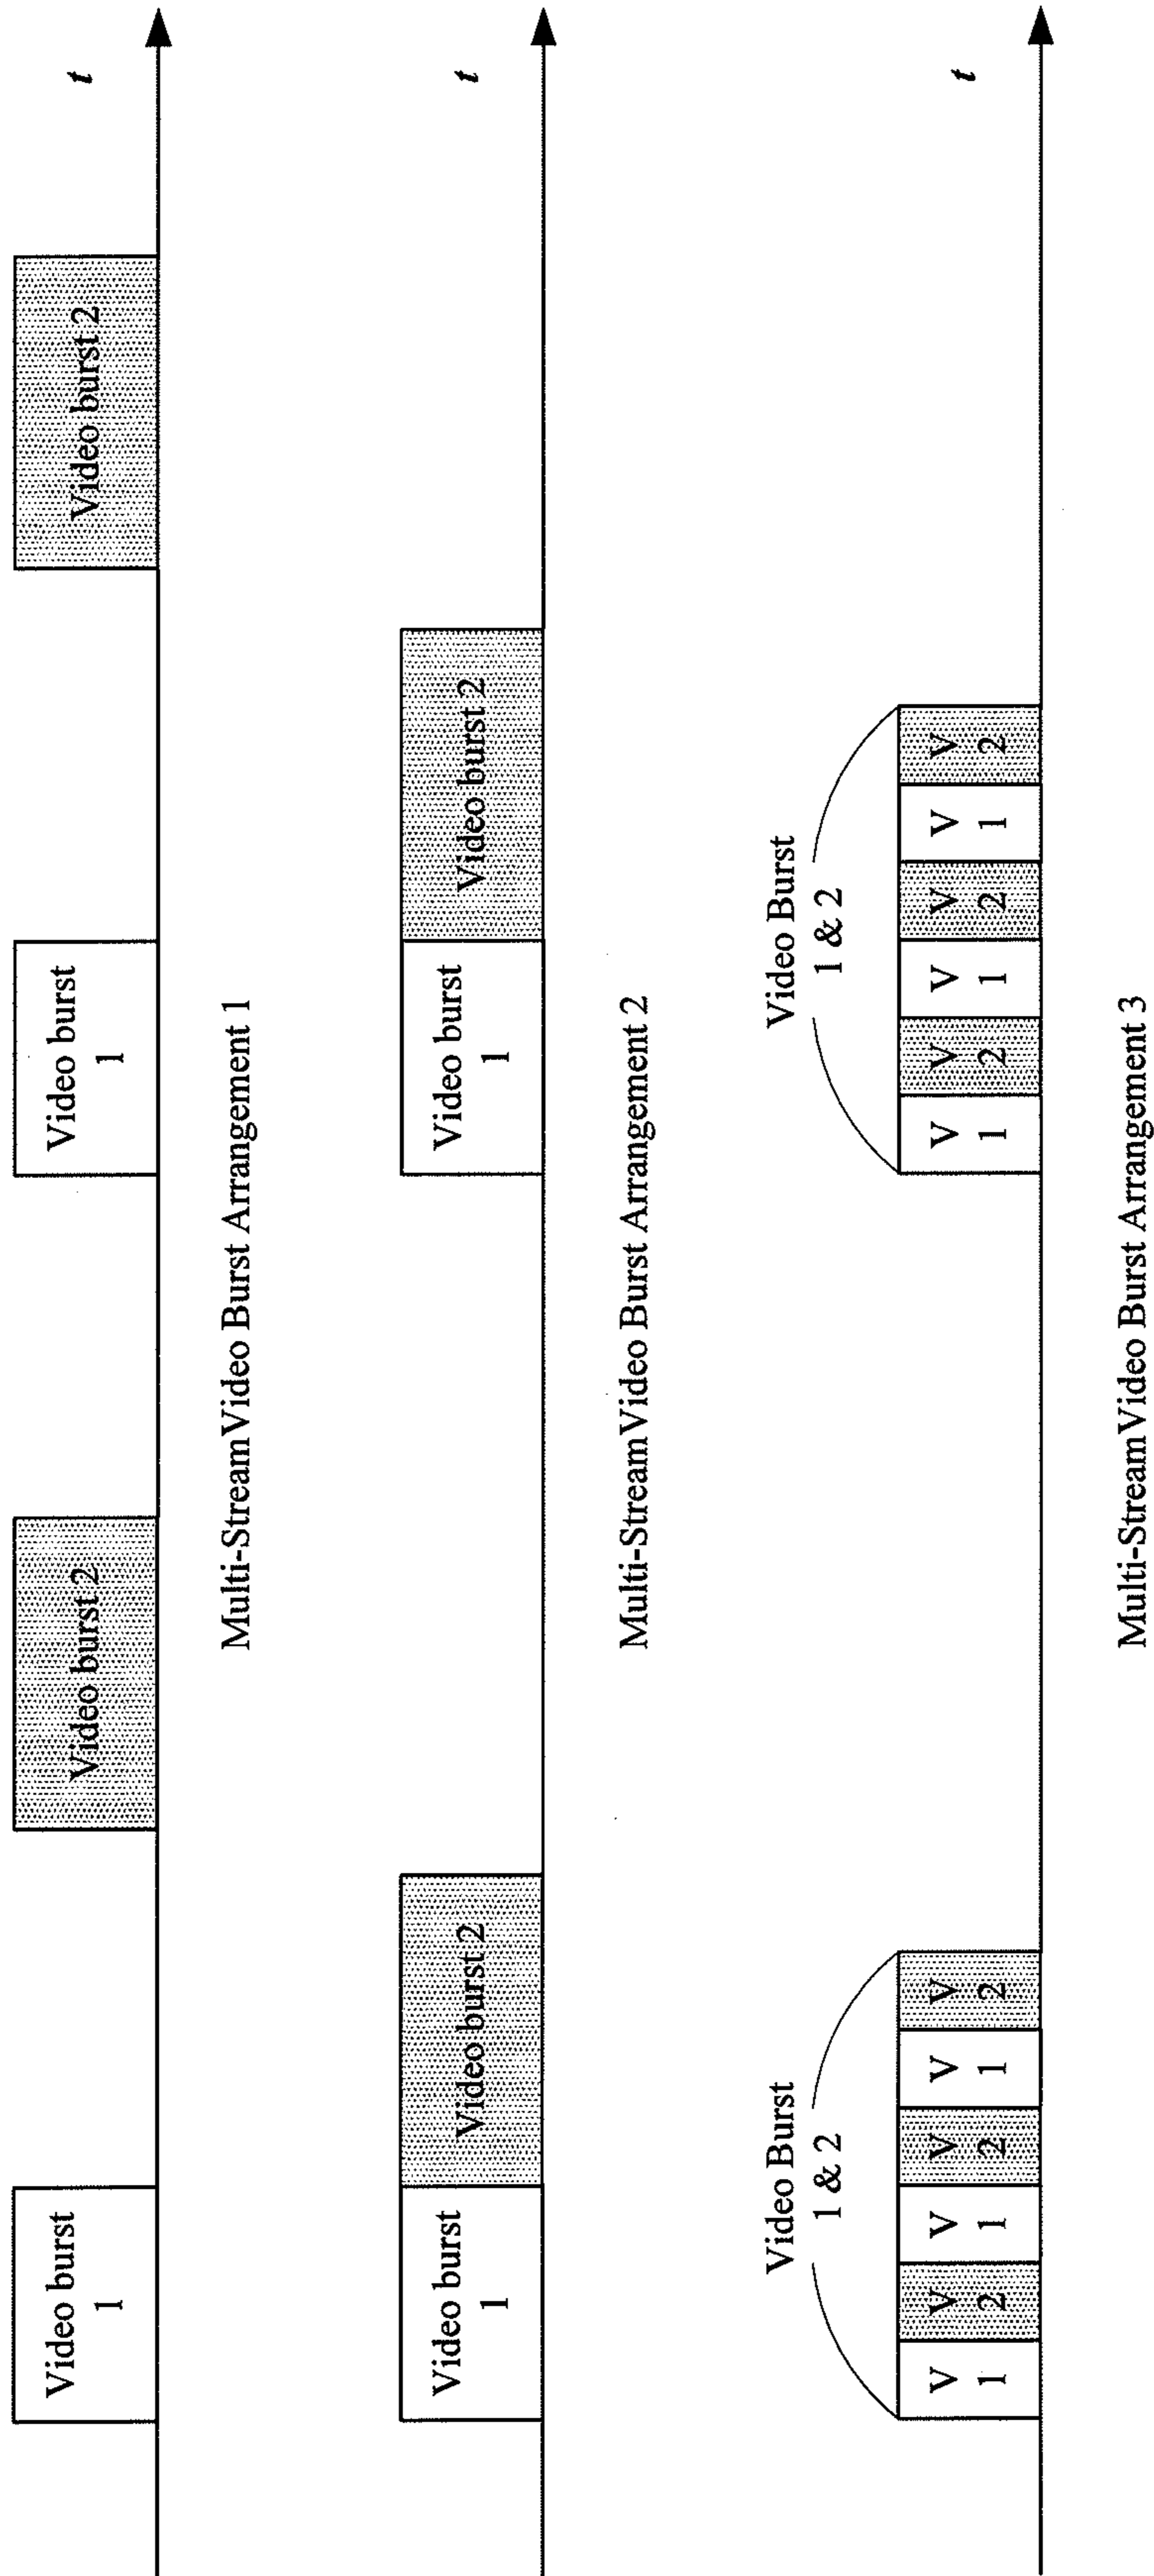 Video burst
1
Video burst 2
Video burst
1
Video burst 2
t
Multi-Stream Video Burst Arrangement 1
Video burst
1
Video burst 2
Video burst
1
Video burst 2
t
Multi-Stream Video Burst Arrangement 2
Video Burst
1 & 2
Video Burst
1 & 2
V V V V V V
1 2 1 2 1 2
V V V V V V
1 2 1 2 1 2
t
Multi-Stream Video Burst Arrangement 3